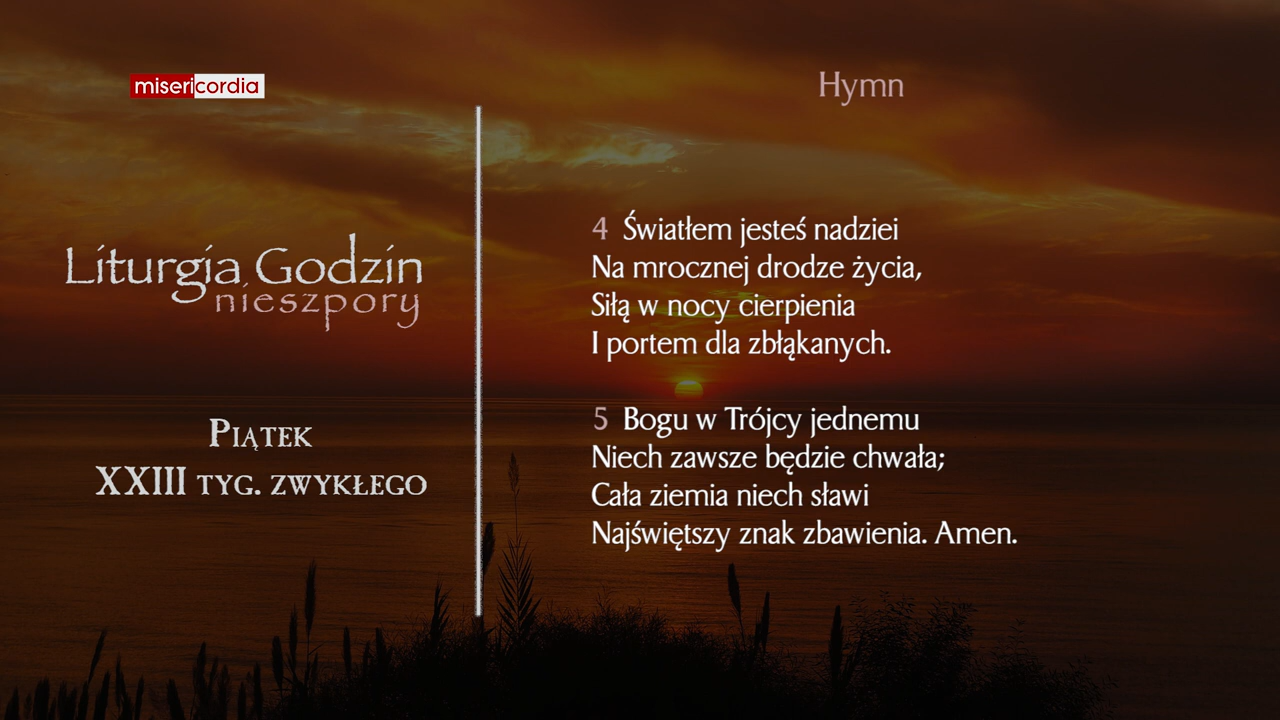 misericordia
Liturgia Godzin
nieszpory
Piątek
XXIII tyg. zwykłego
Hymn
4 Światłem jesteś nadziei
Na mrocznej drodze życia,
Siłą w nocy cierpienia
I portem dla zbłąkanych.
5 Bogu w Trójcy jednemu
Niech zawsze będzie chwała;
Cała ziemia niech sławi
Najświętszy znak zbawienia. Amen.